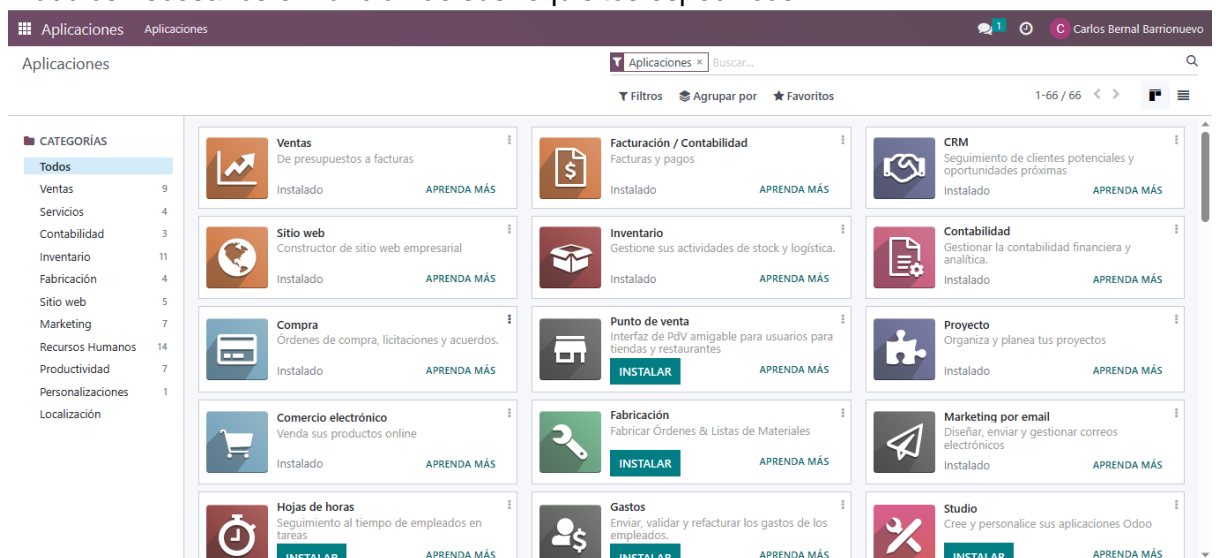 Aplicaciones Aplicaciones 1 C Carlos Bernal Barrionuevo
Aplicaciones Aplicaciones × Buscar...
Filtros Agrupar por Favoritos 1-66 / 66
CATEGORÍAS
Todos
Ventas 9
Servicios 4
Contabilidad 3
Inventario 11
Fabricación 4
Sitio web 5
Marketing 7
Recursos Humanos 14
Productividad 7
Personalizaciones 1
Localización
Ventas
De presupuestos a facturas
Instalado APRENDA MÁS
Facturación / Contabilidad
Facturas y pagos
Instalado APRENDA MÁS
CRM
Seguimiento de clientes potenciales y
oportunidades próximas
Instalado APRENDA MÁS
Sitio web
Constructor de sitio web empresarial
Instalado APRENDA MÁS
Inventario
Gestione sus actividades de stock y logística.
Instalado APRENDA MÁS
Contabilidad
Gestionar la contabilidad financiera y
analítica.
Instalado APRENDA MÁS
Compra
Órdenes de compra, licitaciones y acuerdos.
Instalado APRENDA MÁS
Punto de venta
Interfaz de PdV amigable para usuarios para
tiendas y restaurantes
INSTALAR APRENDA MÁS
Proyecto
Organiza y planea tus proyectos
Instalado APRENDA MÁS
Comercio electrónico
Venda sus productos online
Instalado APRENDA MÁS
Fabricación
Fabricar Órdenes & Listas de Materiales
INSTALAR APRENDA MÁS
Marketing por email
Diseñar, enviar y gestionar correos
electrónicos
Instalado APRENDA MÁS
Hojas de horas
Seguimiento al tiempo de empleados en
tareas
INSTALAR APRENDA MÁS
Gastos
Enviar, validar y refacturar los gastos de los
empleados.
INSTALAR APRENDA MÁS
Studio
Cree y personalice sus aplicaciones Odoo
INSTALAR APRENDA MÁS